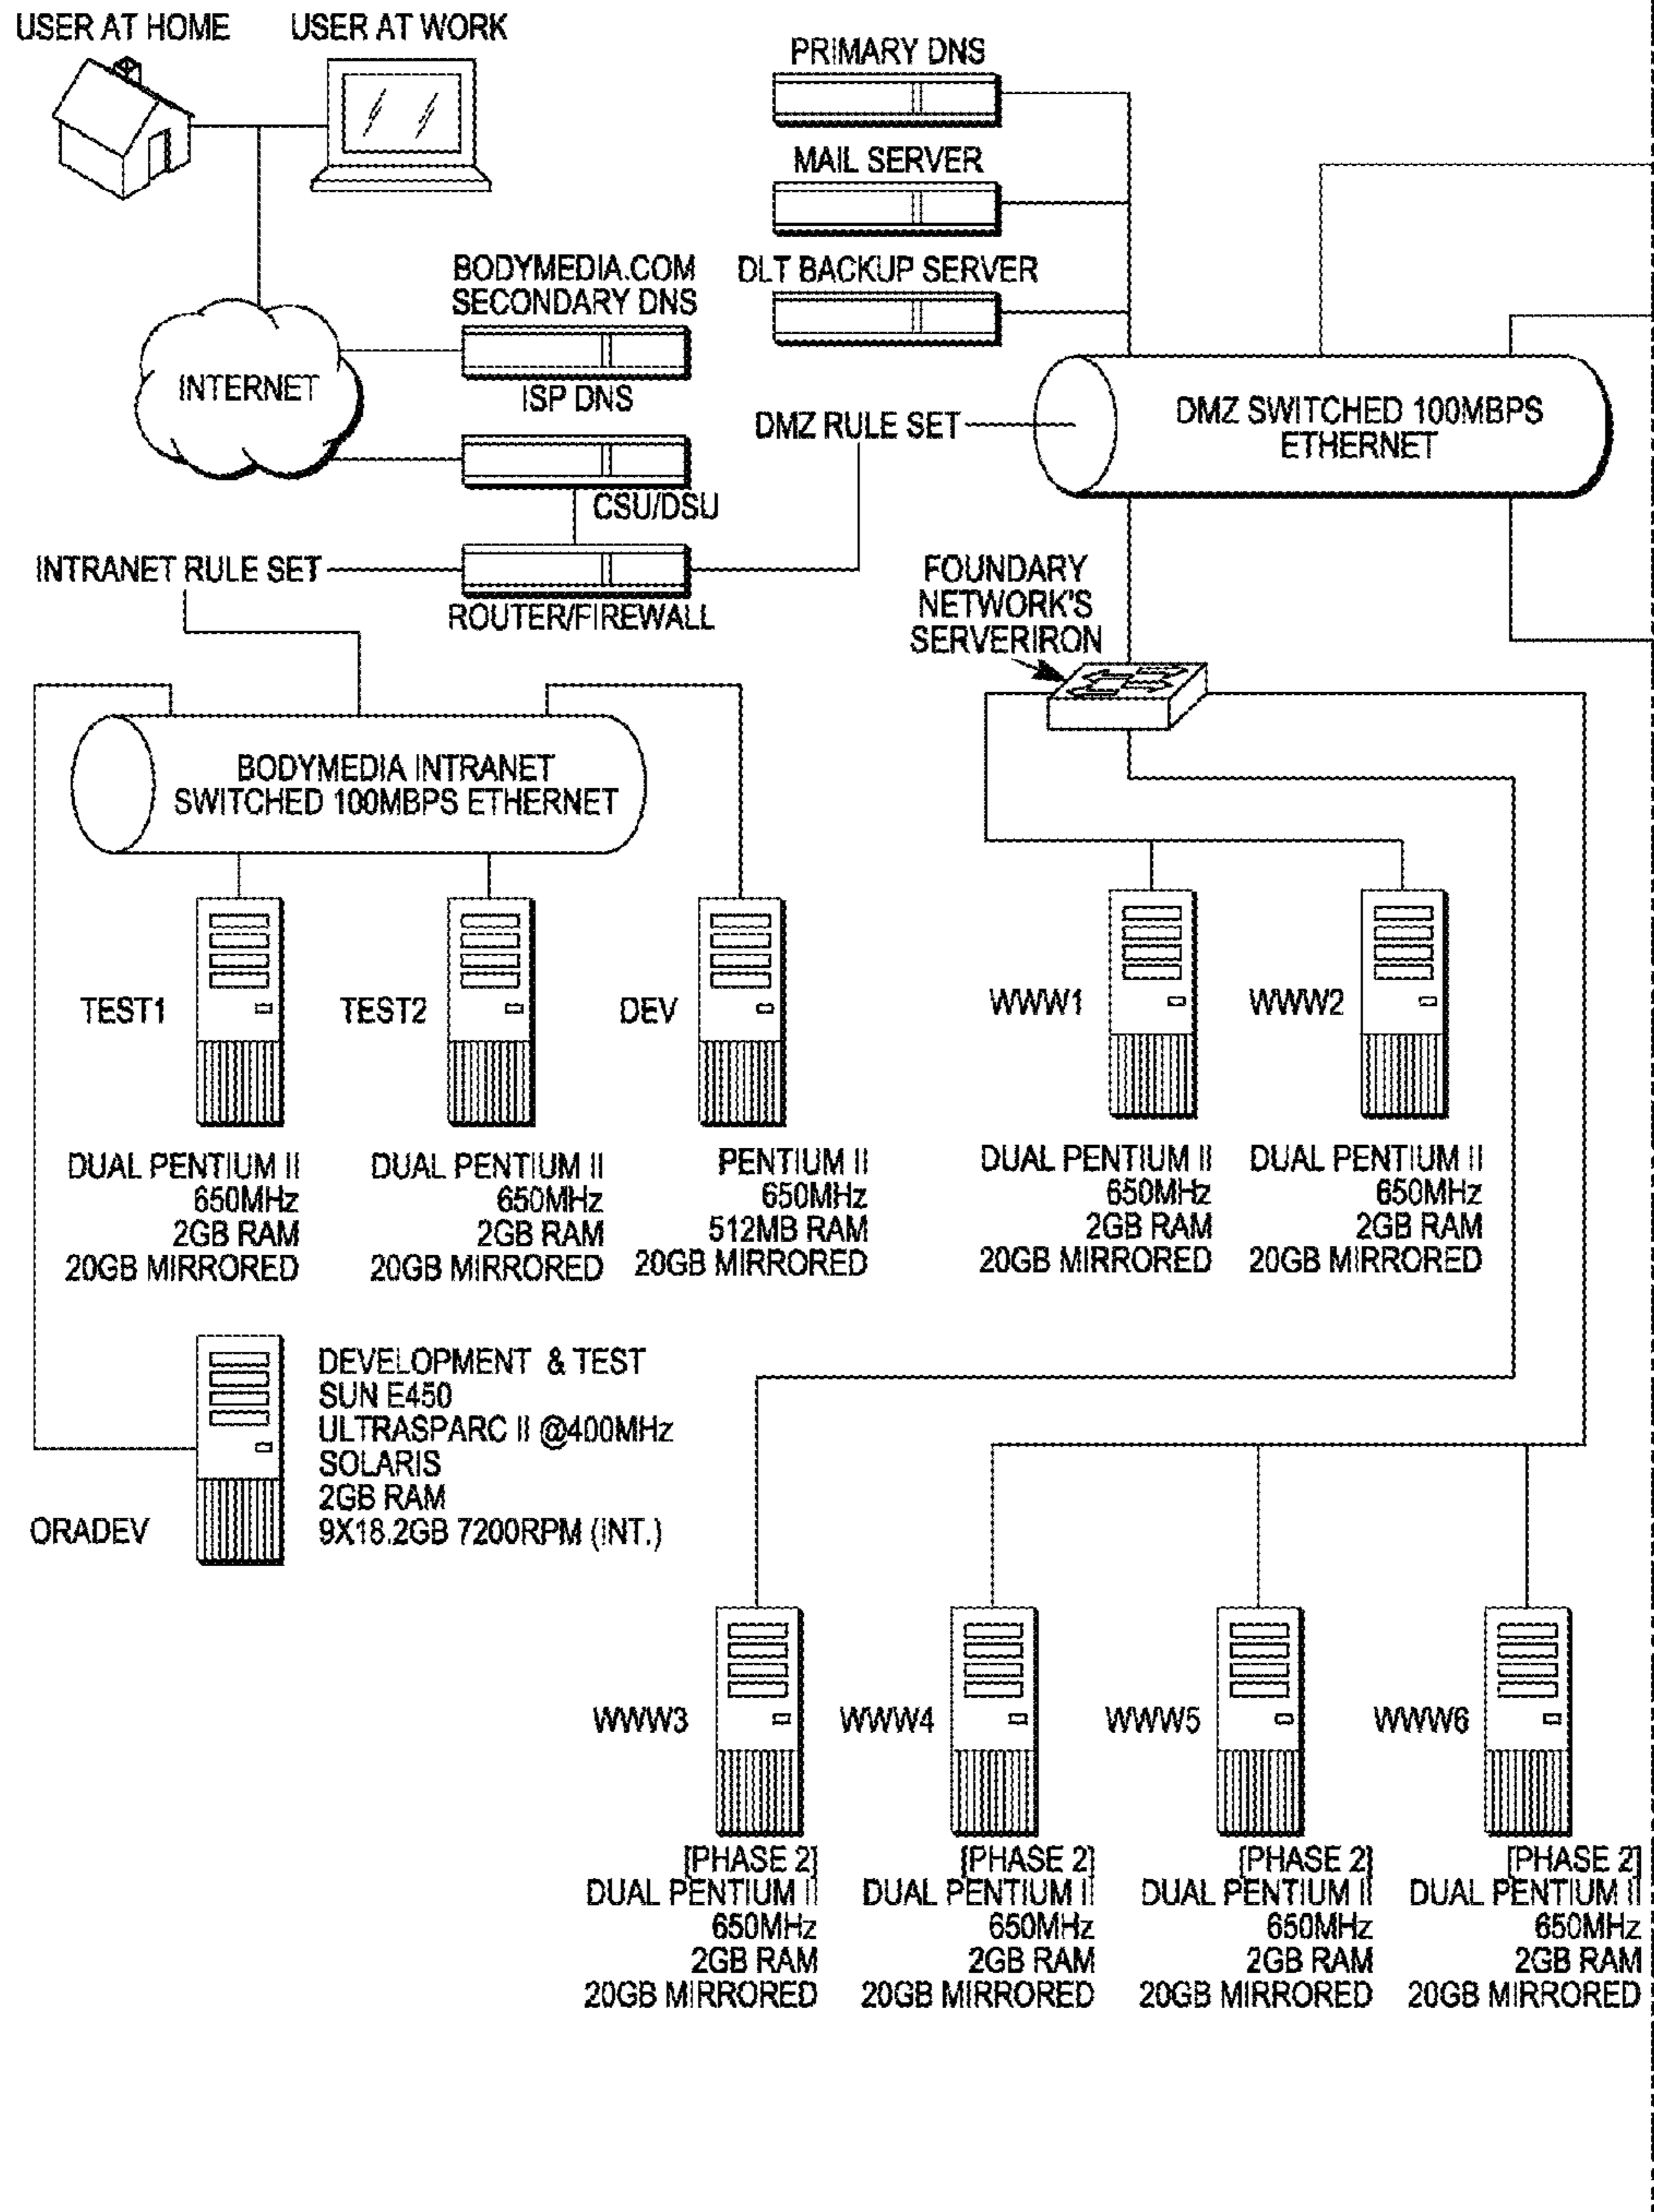 USER AT HOME
USER AT WORK
PRIMARY DNS
MAIL SERVER
DLT BACKUP SERVER
BODYMEDIA.COM
SECONDARY DNS
ISP DNS
INTERNET
CSU/DSU
DMZ RULE SET
DMZ SWITCHED 100MBPS
ETHERNET
INTRANET RULE SET
ROUTER/FIREWALL
FOUNDARY
NETWORK'S
SERVERIRON
BODYMEDIA INTRANET
SWITCHED 100MBPS ETHERNET
TEST1
DUAL PENTIUM II
650MHz
2GB RAM
20GB MIRRORED
TEST2
DUAL PENTIUM II
650MHz
2GB RAM
20GB MIRRORED
DEV
PENTIUM II
650MHz
512MB RAM
20GB MIRRORED
WWW1
DUAL PENTIUM II
650MHz
2GB RAM
20GB MIRRORED
WWW2
DUAL PENTIUM II
650MHz
2GB RAM
20GB MIRRORED
ORADEV
DEVELOPMENT & TEST
SUN E450
ULTRASPARC II @400MHz
SOLARIS
2GB RAM
9X18.2GB 7200RPM (INT.)
WWW3
[PHASE 2]
DUAL PENTIUM II
650MHz
2GB RAM
20GB MIRRORED
WWW4
[PHASE 2]
DUAL PENTIUM II
650MHz
2GB RAM
20GB MIRRORED
WWW5
[PHASE 2]
DUAL PENTIUM II
650MHz
2GB RAM
20GB MIRRORED
WWW6
[PHASE 2]
DUAL PENTIUM II
650MHz
2GB RAM
20GB MIRRORED